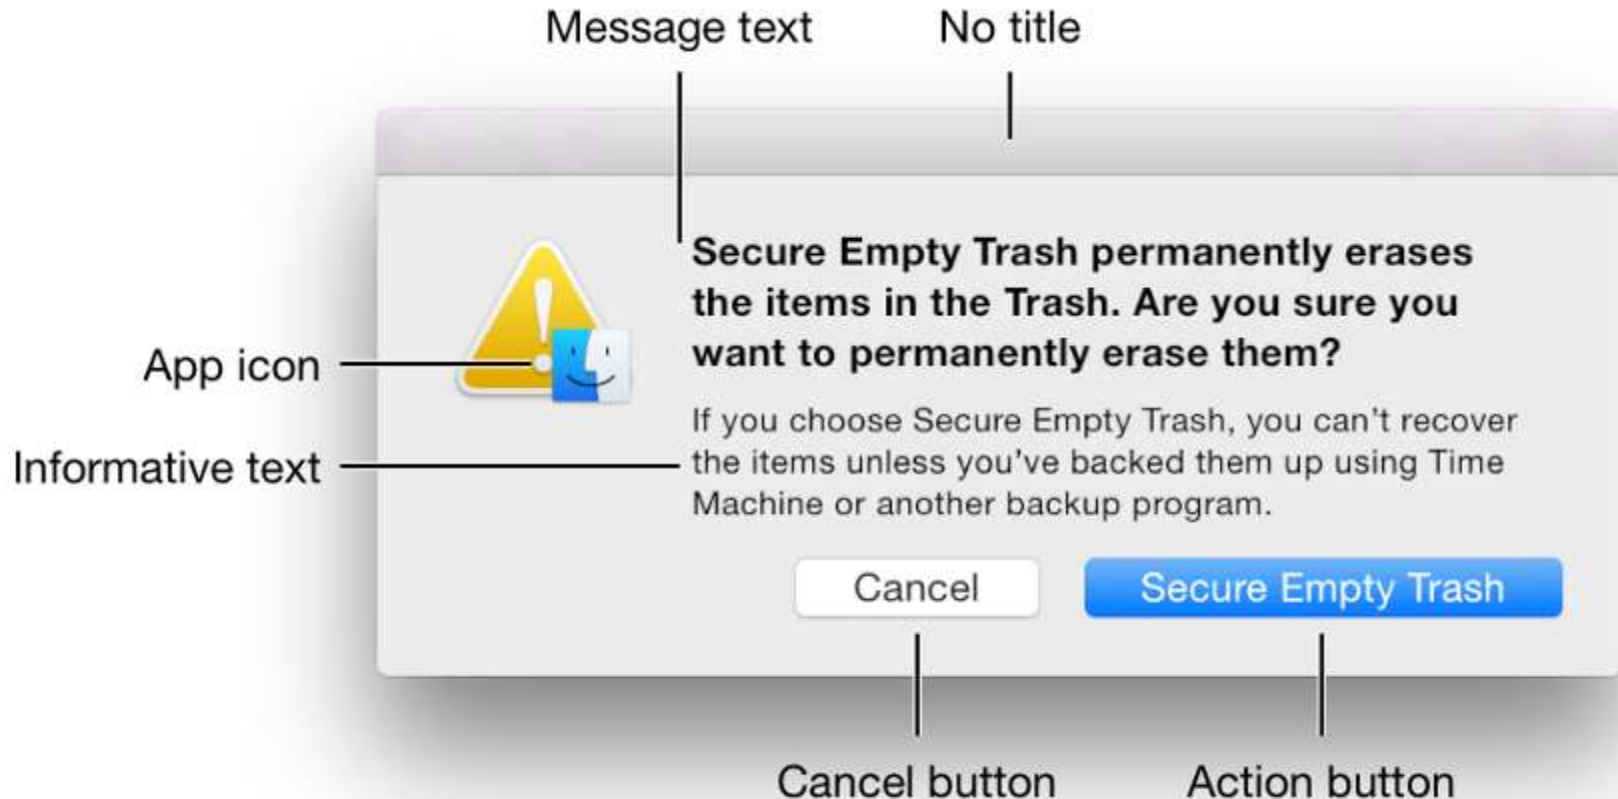 Message text
No title
Secure Empty Trash permanently erases
the items in the Trash. Are you sure you
want to permanently erase them?
App icon
If you choose Secure Empty Trash, you can't recover
Informative text
the items unless you've backed them up using Time
Machine or another backup program.
Cancel
Secure Empty Trash
Cancel button
Action button